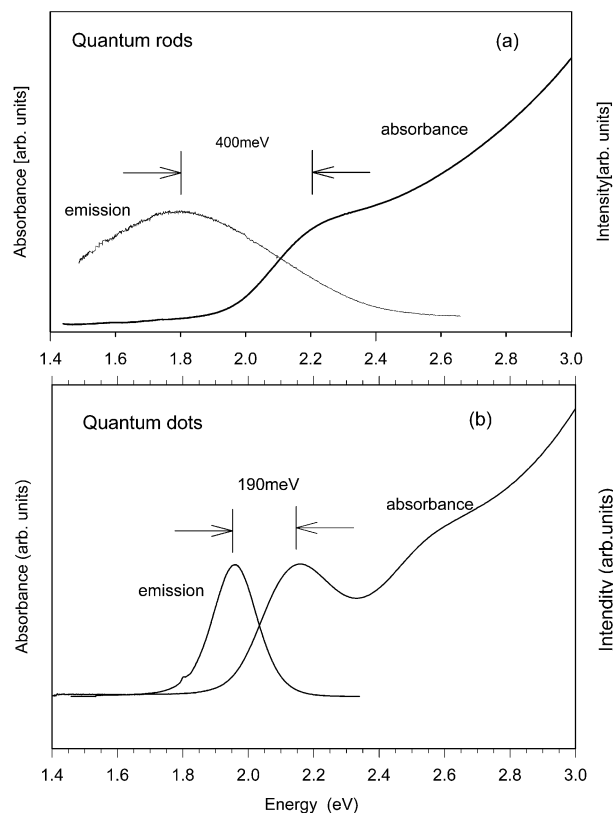 Quantum rods
(a)
absorbance
400meV
emission
Absorbance [arb. units]
Intensity[arb. units]
1.4 1.6 1.8 2.0 2.2 2.4 2.6 2.8 3.0
Quantum dots
(b)
190meV
absorbance
emission
Absorbance (arb. units)
Intendity (arb.units)
1.4 1.6 1.8 2.0 2.2 2.4 2.6 2.8 3.0
Energy (eV)